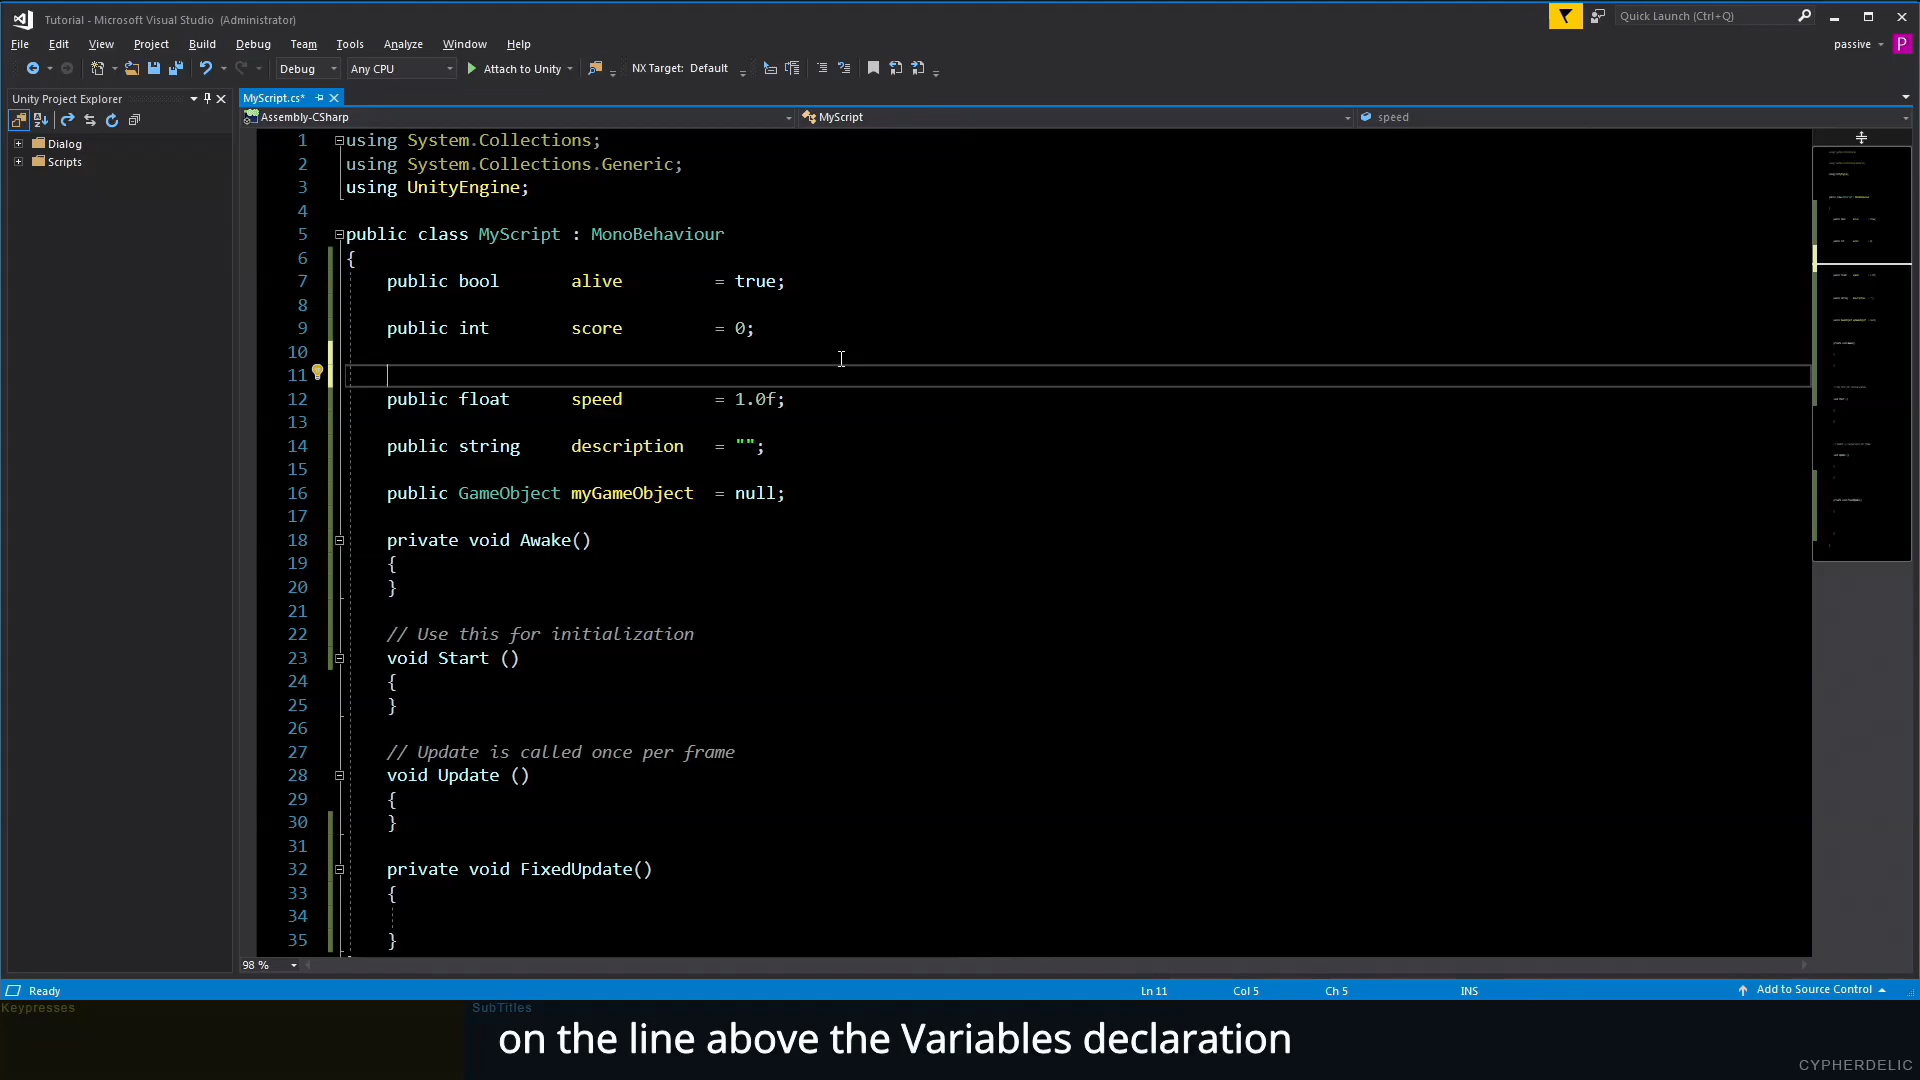 Tutorial - Microsoft Visual Studio (Administrator)
Quick Launch (Ctrl+Q)
File Edit View Project Build Debug Team Tools Analyze Window Help
passive P
Debug Any CPU Attach to Unity NX Target: Default
Unity Project Explorer
MyScript.cs*
Assembly-CSharp MyScript speed
Dialog
Scripts
1 using System.Collections;
2 using System.Collections.Generic;
3 using UnityEngine;
4
5 public class MyScript : MonoBehaviour
6 {
7 public bool alive = true;
8
9 public int score = 0;
10
11
12 public float speed = 1.0f;
13
14 public string description = "";
15
16 public GameObject myGameObject = null;
17
18 private void Awake()
19 {
20 }
21
22 // Use this for initialization
23 void Start ()
24 {
25 }
26
27 // Update is called once per frame
28 void Update ()
29 {
30 }
31
32 private void FixedUpdate()
33 {
34
35 }
98 %
Ready Ln 11 Col 5 Ch 5 INS Add to Source Control
Keypresses SubTitles
on the line above the Variables declaration
CYPHERDELIC